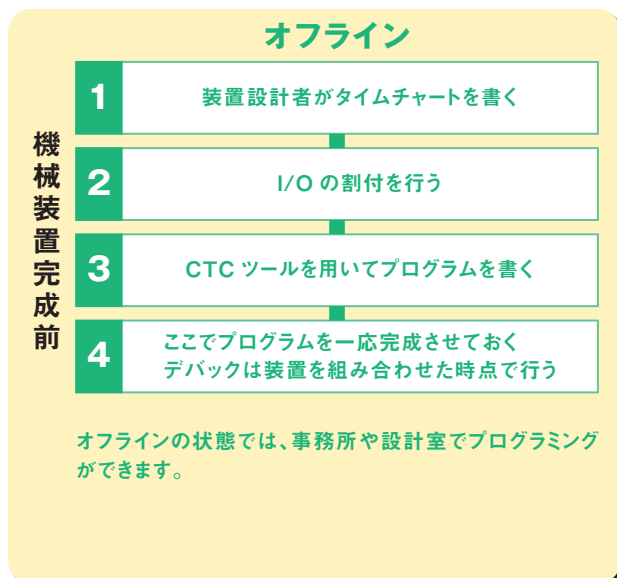 オフライン
機械装置完成前
1
装置設計者がタイムチャートを書く
2
I/O の割付を行う
3
CTC ツールを用いてプログラムを書く
4
ここでプログラムを一応完成させておく
デバックは装置を組み合わせた時点で行う
オフラインの状態では、事務所や設計室でプログラミング
ができます。